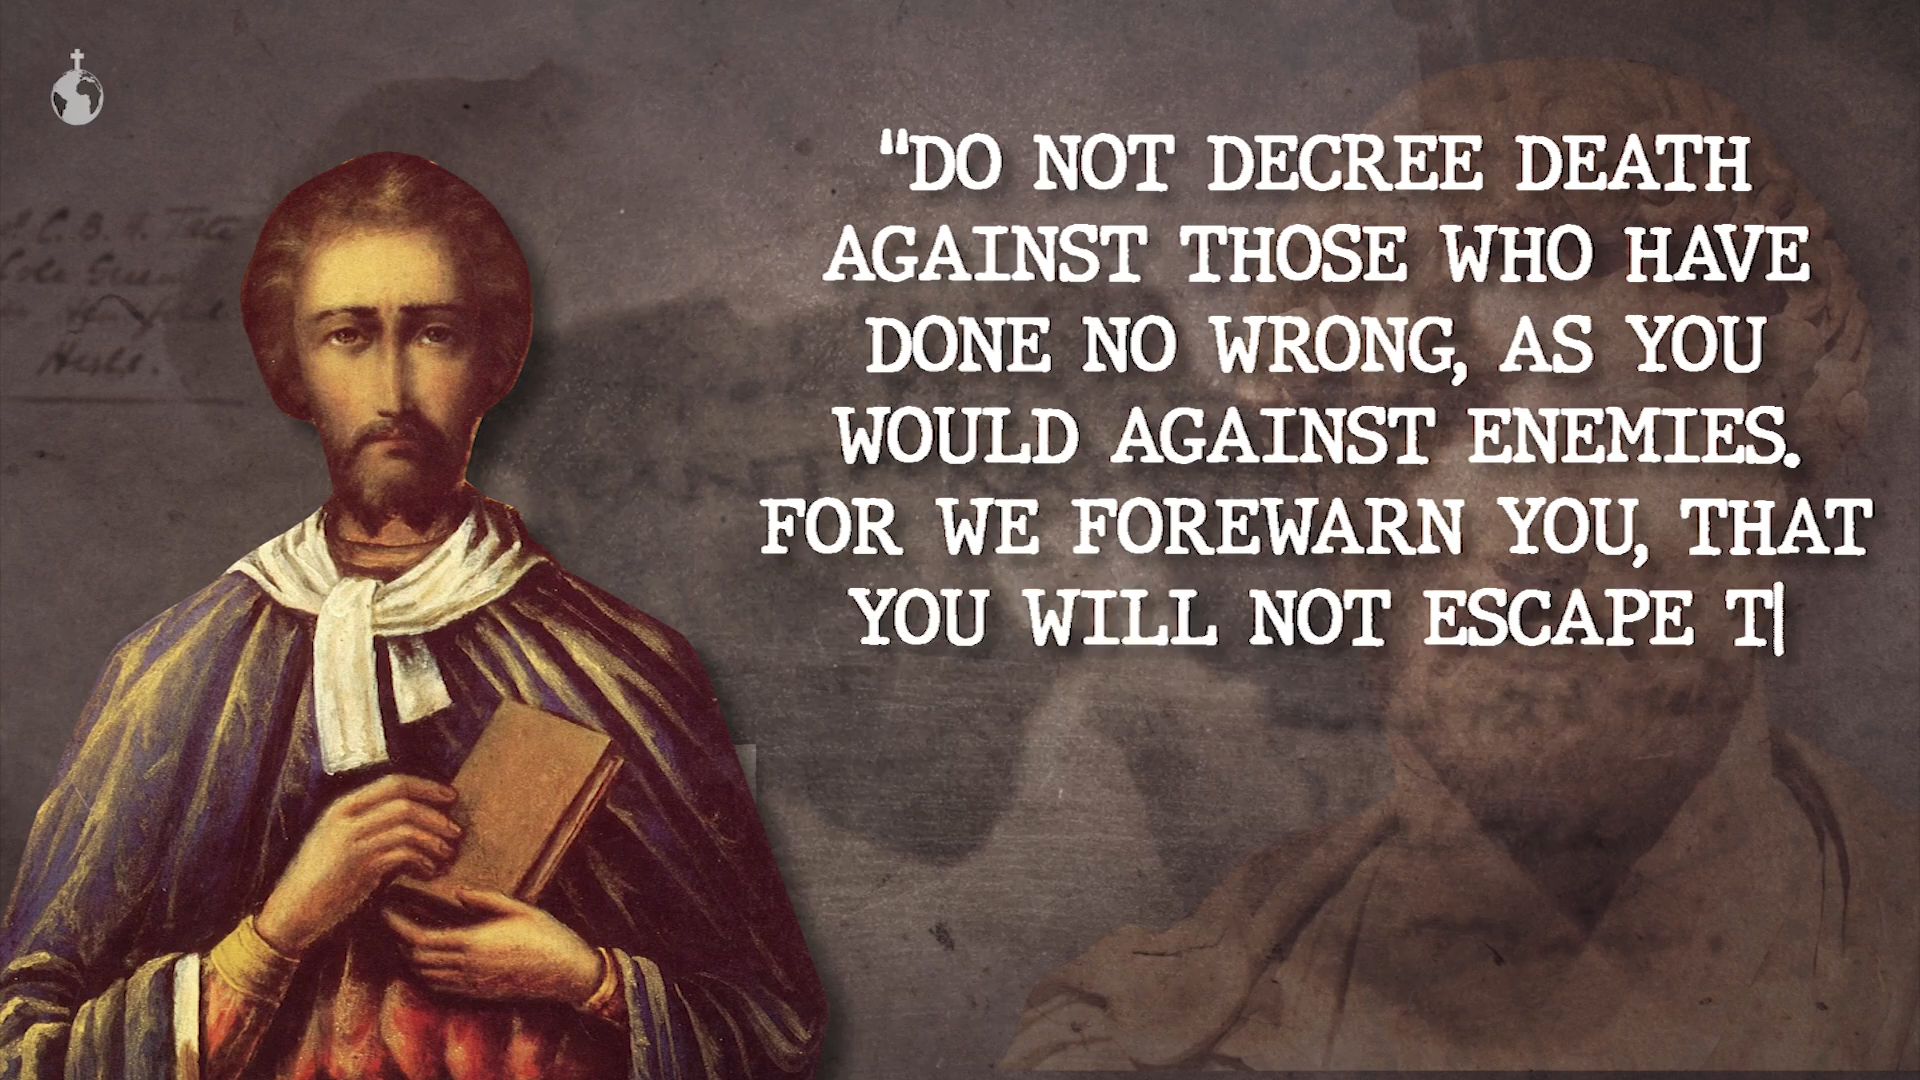 “DO NOT DECREE DEATH
AGAINST THOSE WHO HAVE
DONE NO WRONG, AS YOU
WOULD AGAINST ENEMIES.
FOR WE FOREWARN YOU, THAT
YOU WILL NOT ESCAPE T